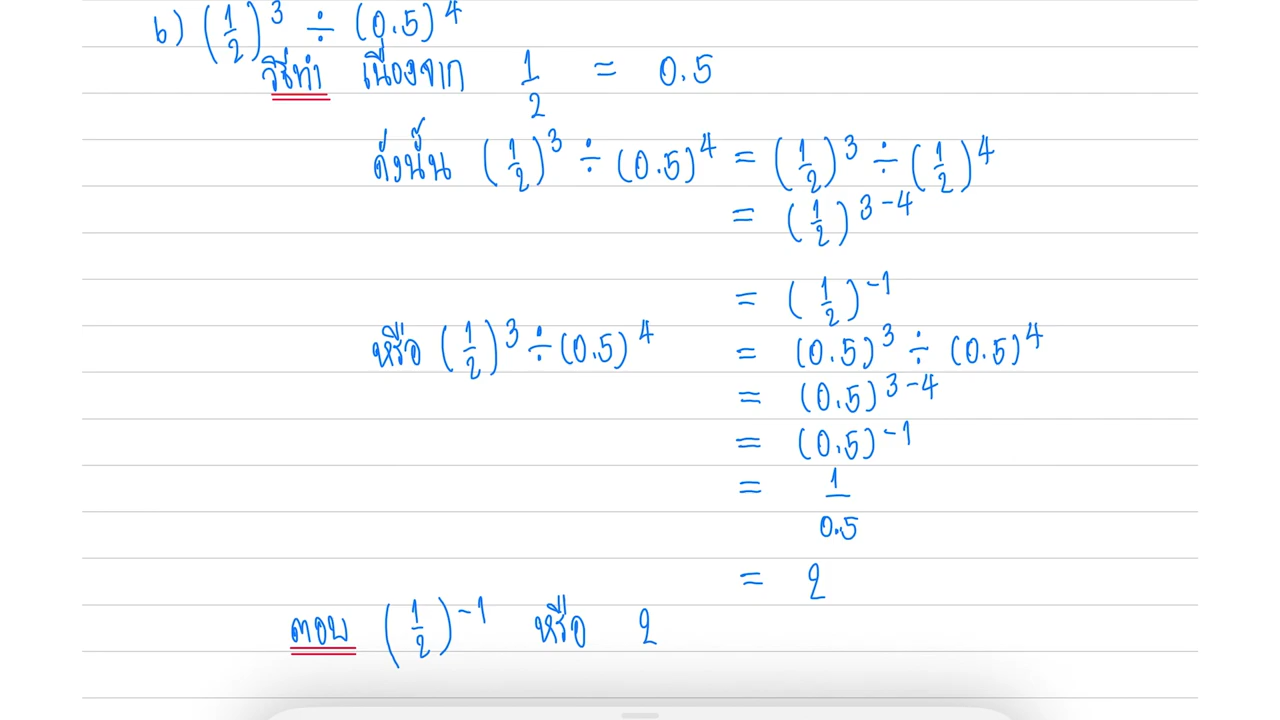 b) (1/2)³ ÷ (0.5)⁴
วิธีทำ เนื่องจาก 1/2 = 0.5
ดังนั้น (1/2)³ ÷ (0.5)⁴ = (1/2)³ ÷ (1/2)⁴
= (1/2)³⁻⁴
= (1/2)⁻¹
หรือ (1/2)³ ÷ (0.5)⁴ = (0.5)³ ÷ (0.5)⁴
= (0.5)³⁻⁴
= (0.5)⁻¹
= 1/0.5
= 2
ตอบ (1/2)⁻¹ หรือ 2